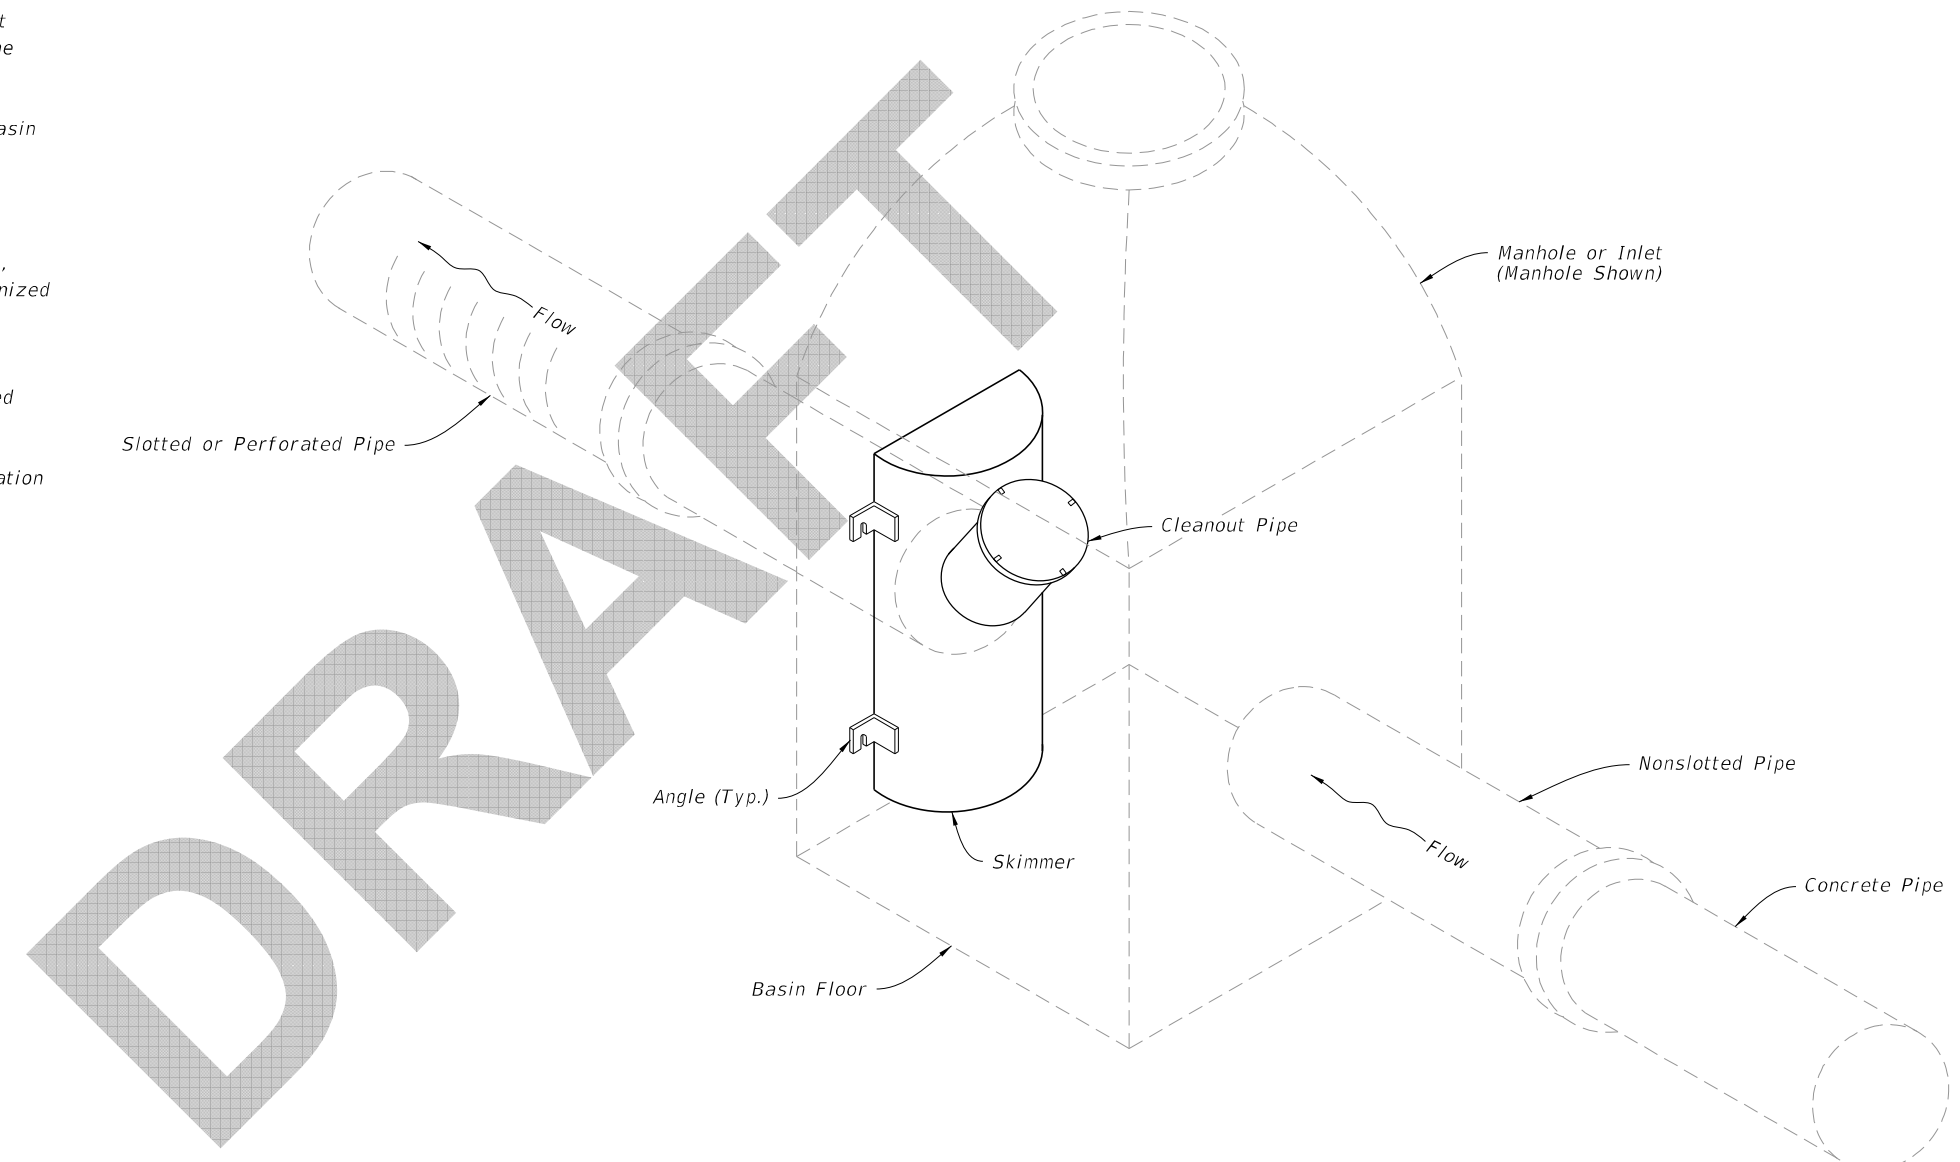 Manhole or Inlet
(Manhole Shown)
Flow
Slotted or Perforated Pipe
Cleanout Pipe
Nonslotted Pipe
Angle (Typ.)
Flow
Skimmer
Concrete Pipe
Basin Floor
DRAFT